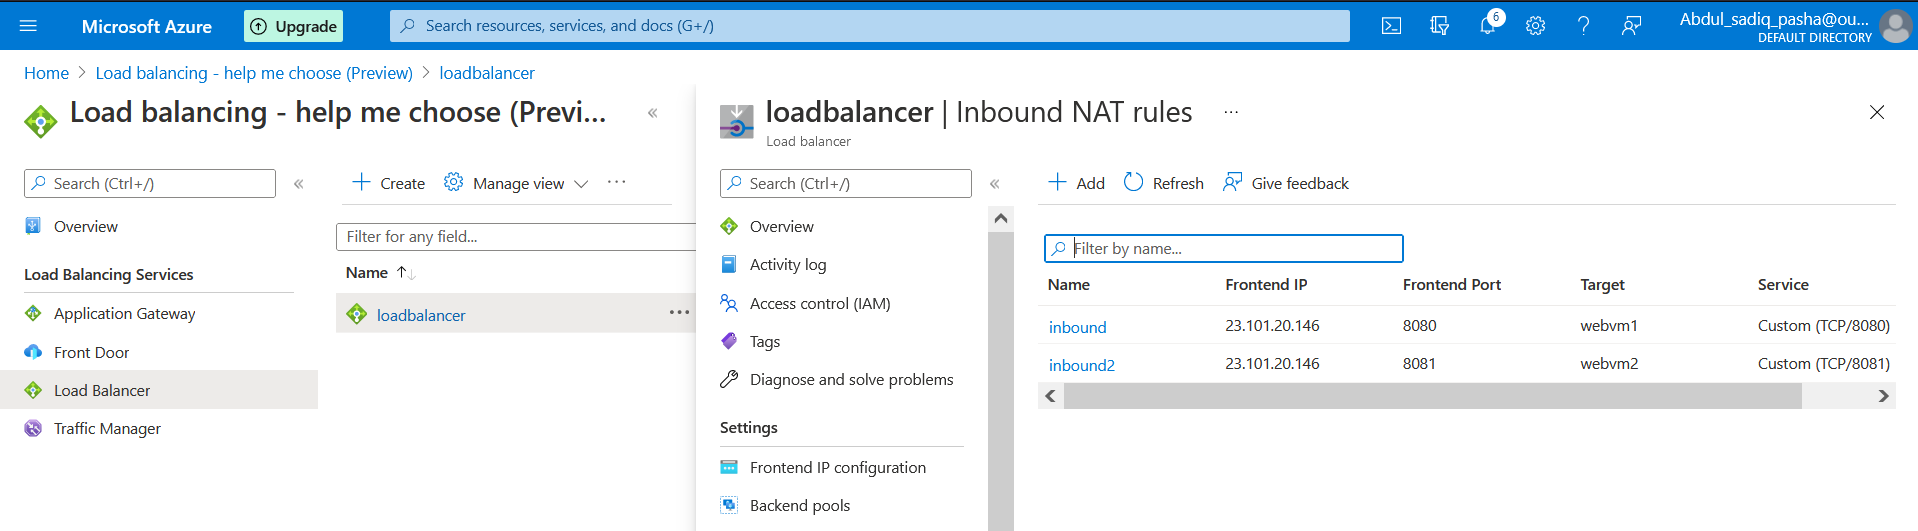 Microsoft Azure
Upgrade
Search resources, services, and docs (G+/)
6
Abdul_sadiq_pasha@ou...
DEFAULT DIRECTORY
Home > Load balancing - help me choose (Preview) > loadbalancer
Load balancing - help me choose (Previ...
«
Search (Ctrl+/)
«
Overview
Load Balancing Services
Application Gateway
Front Door
Load Balancer
Traffic Manager
Create
Manage view
...
Filter for any field...
Name ↑↓
loadbalancer
...
loadbalancer | Inbound NAT rules
...
Load balancer
Search (Ctrl+/)
«
Overview
Activity log
Access control (IAM)
Tags
Diagnose and solve problems
Settings
Frontend IP configuration
Backend pools
Add
Refresh
Give feedback
Filter by name...
Name Frontend IP Frontend Port Target Service
inbound 23.101.20.146 8080 webvm1 Custom (TCP/8080)
inbound2 23.101.20.146 8081 webvm2 Custom (TCP/8081)